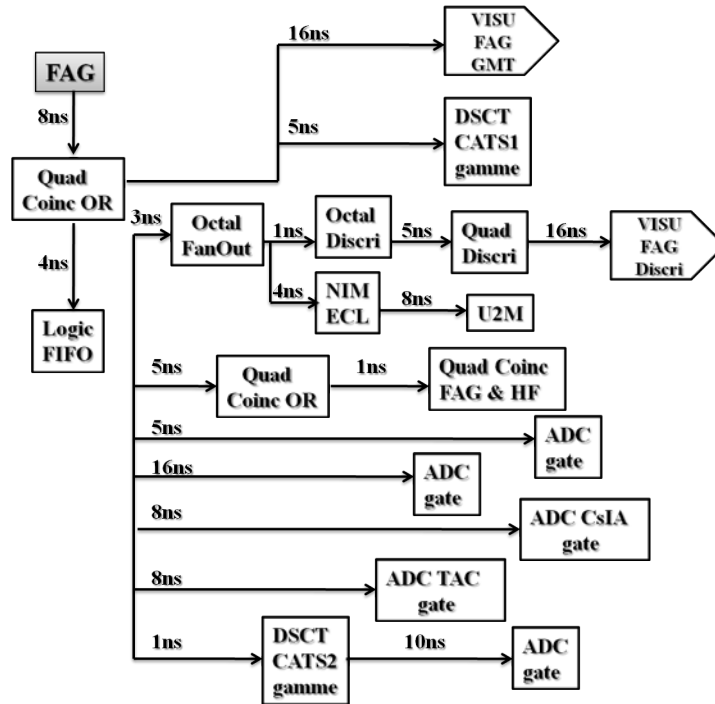 16ns
VISU
FAG
GMT
FAG
8ns
5ns
DSCT
CATS1
gamme
Quad
Coinc OR
3ns
Octal
FanOut
1ns
Octal
Discri
5ns
Quad
Discri
16ns
VISU
FAG
Discri
4ns
4ns
NIM
ECL
8ns
U2M
Logic
FIFO
5ns
Quad
Coinc OR
1ns
Quad Coinc
FAG & HF
5ns
ADC
gate
16ns
ADC
gate
8ns
ADC CsIA
gate
8ns
ADC TAC
gate
1ns
DSCT
CATS2
gamme
10ns
ADC
gate